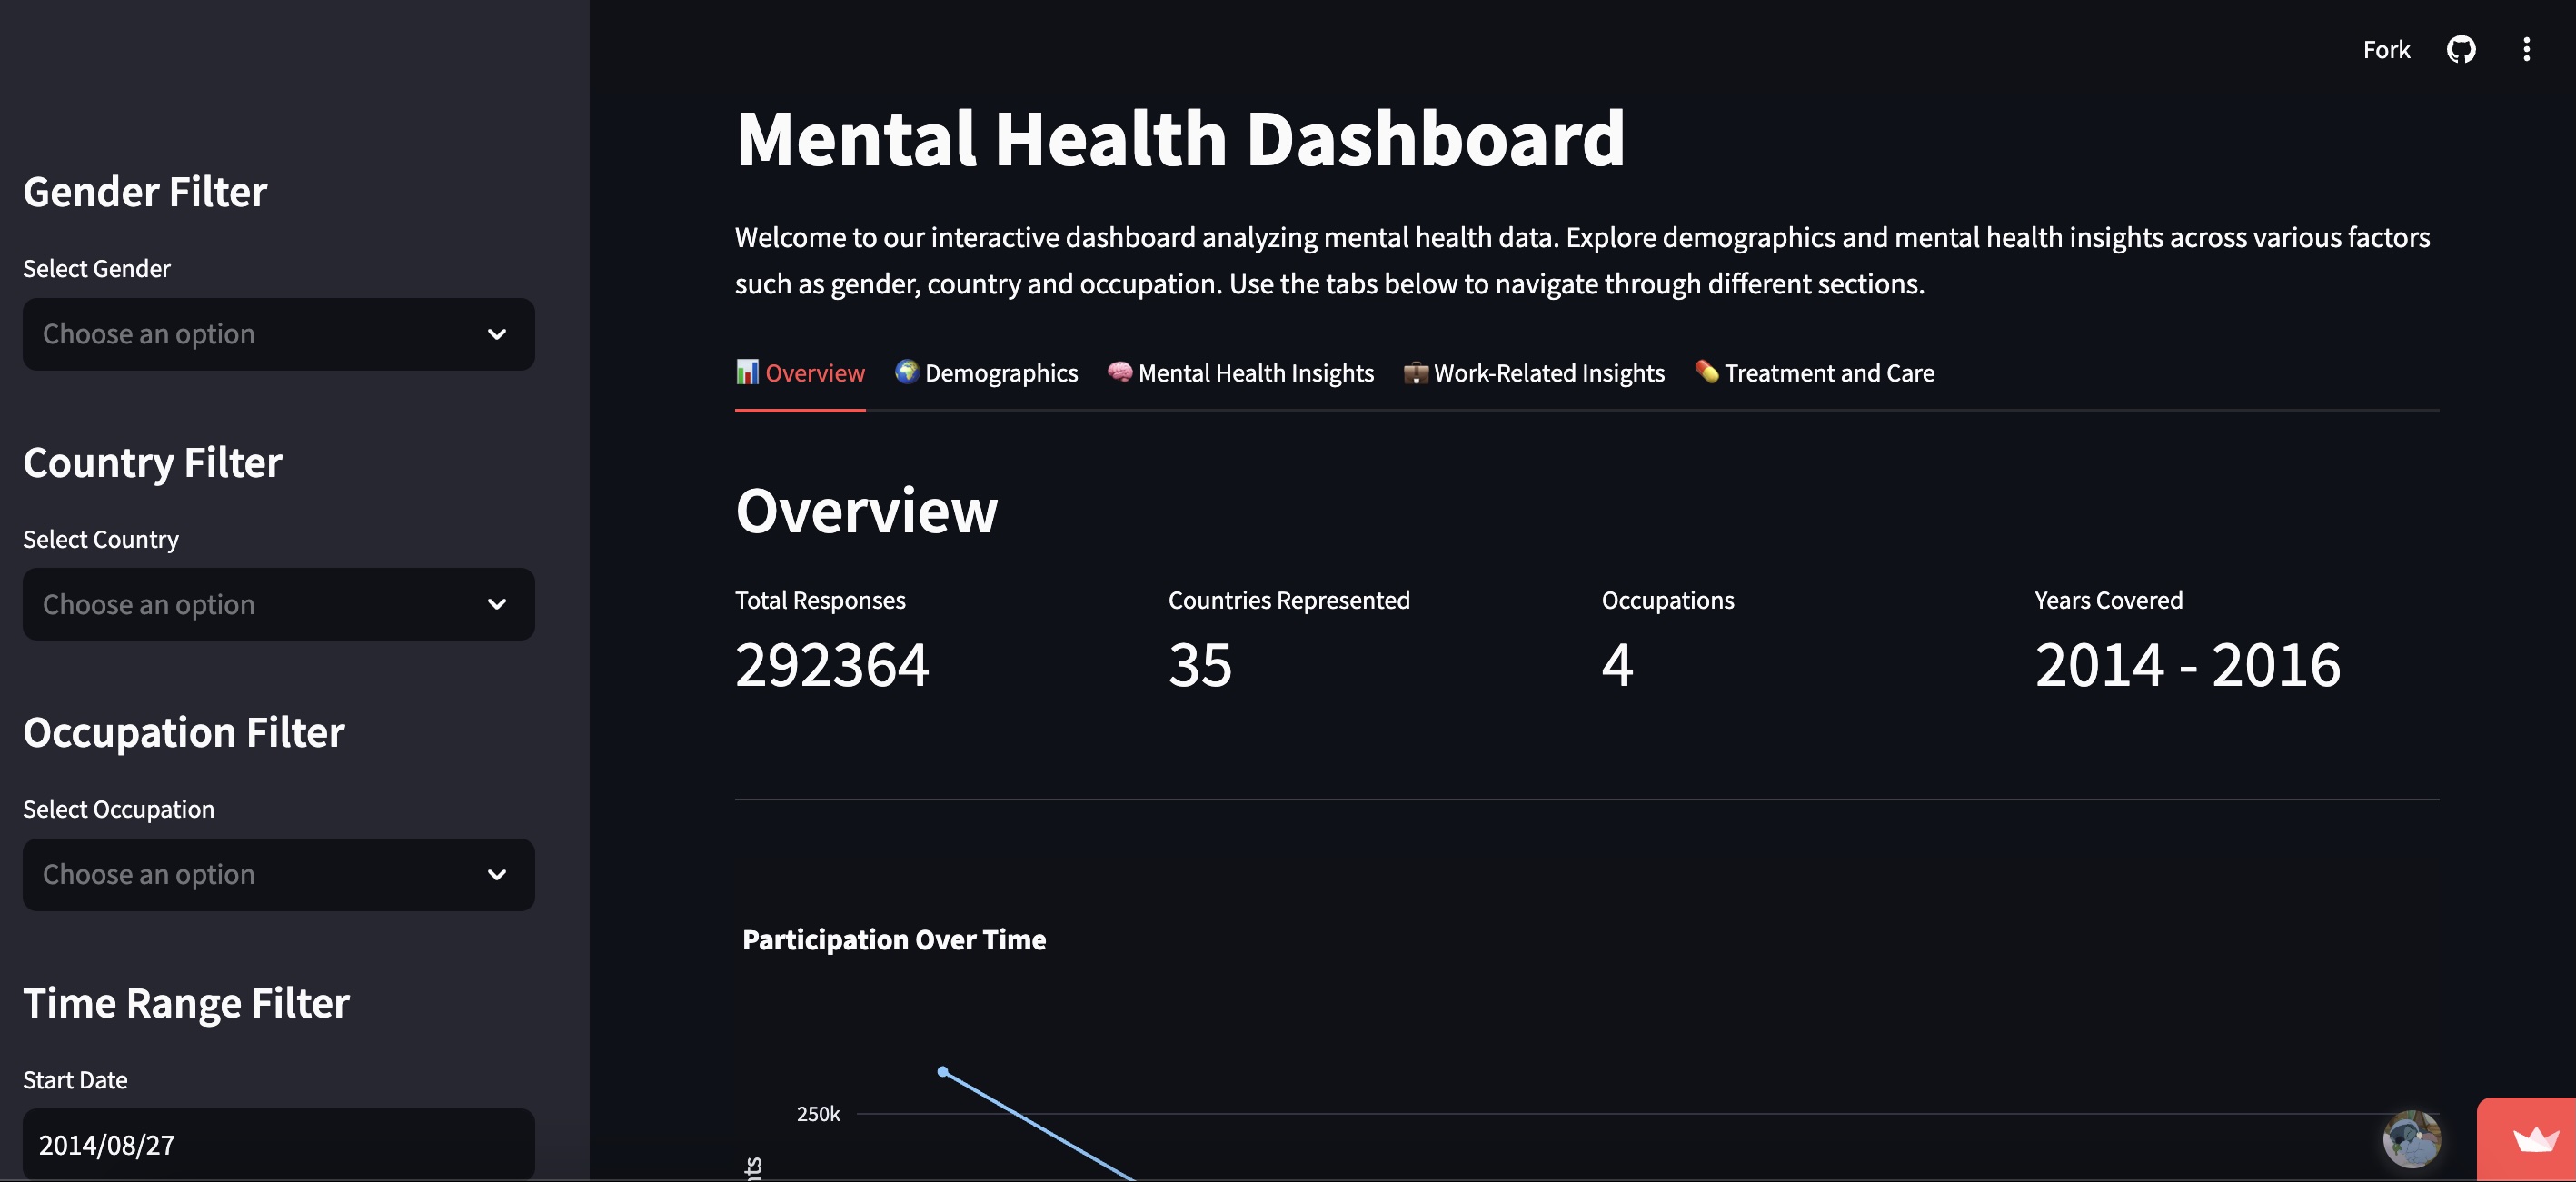 Fork
Gender Filter
Select Gender
Choose an option
Country Filter
Select Country
Choose an option
Occupation Filter
Select Occupation
Choose an option
Time Range Filter
Start Date
2014/08/27
Mental Health Dashboard
Welcome to our interactive dashboard analyzing mental health data. Explore demographics and mental health insights across various factors
such as gender, country and occupation. Use the tabs below to navigate through different sections.
Overview Demographics Mental Health Insights Work-Related Insights Treatment and Care
Overview
Total Responses Countries Represented Occupations Years Covered
292364 35 4 2014 - 2016
Participation Over Time
250k